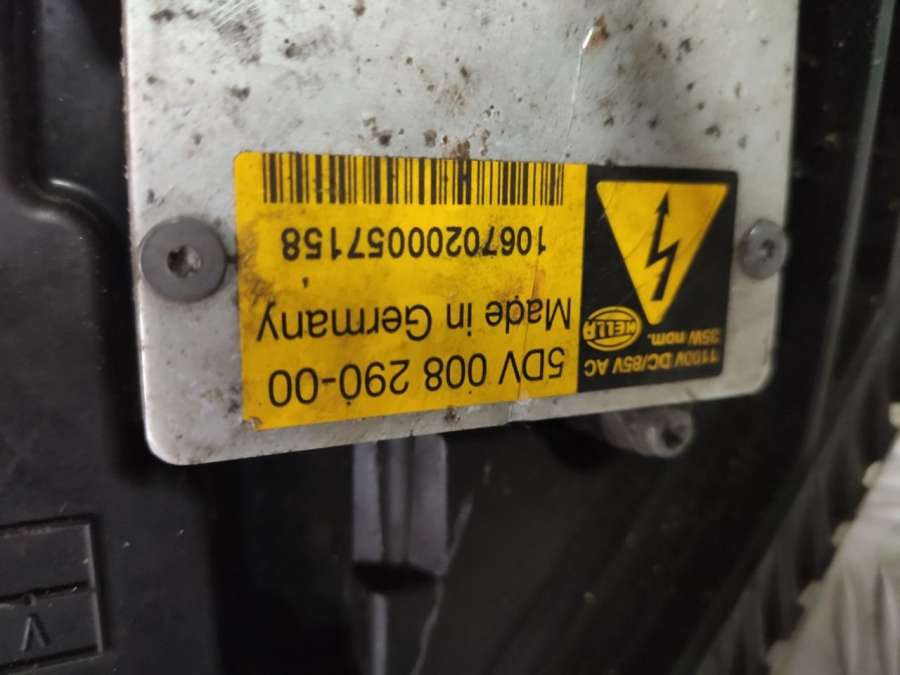 5DV 008 290-00
Made in Germany
10670200057158
1100V DC/85V AC
35W nom.
HELLA